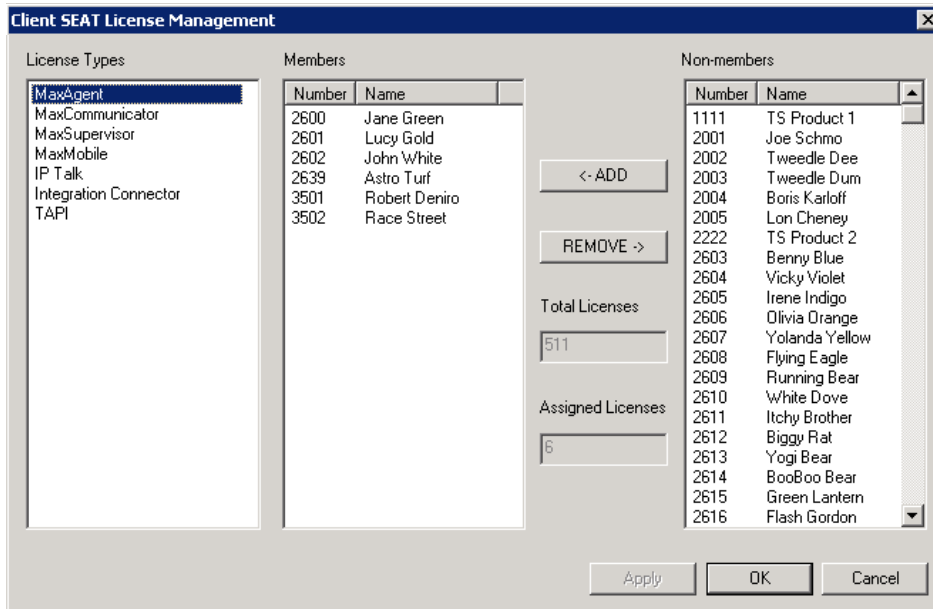 Client SEAT License Management
License Types
MaxAgent
MaxCommunicator
MaxSupervisor
MaxMobile
IP Talk
Integration Connector
TAPI
Members
Number Name
2600 Jane Green
2601 Lucy Gold
2602 John White
2639 Astro Turf
3501 Robert Deniro
3502 Race Street
<- ADD
REMOVE ->
Total Licenses
511
Assigned Licenses
6
Non-members
Number Name
1111 TS Product 1
2001 Joe Schmo
2002 Tweedle Dee
2003 Tweedle Dum
2004 Boris Karloff
2005 Lon Cheney
2222 TS Product 2
2603 Benny Blue
2604 Vicky Violet
2605 Irene Indigo
2606 Olivia Orange
2607 Yolanda Yellow
2608 Flying Eagle
2609 Running Bear
2610 White Dove
2611 Itchy Brother
2612 Biggy Rat
2613 Yogi Bear
2614 BooBoo Bear
2615 Green Lantern
2616 Flash Gordon
Apply
OK
Cancel